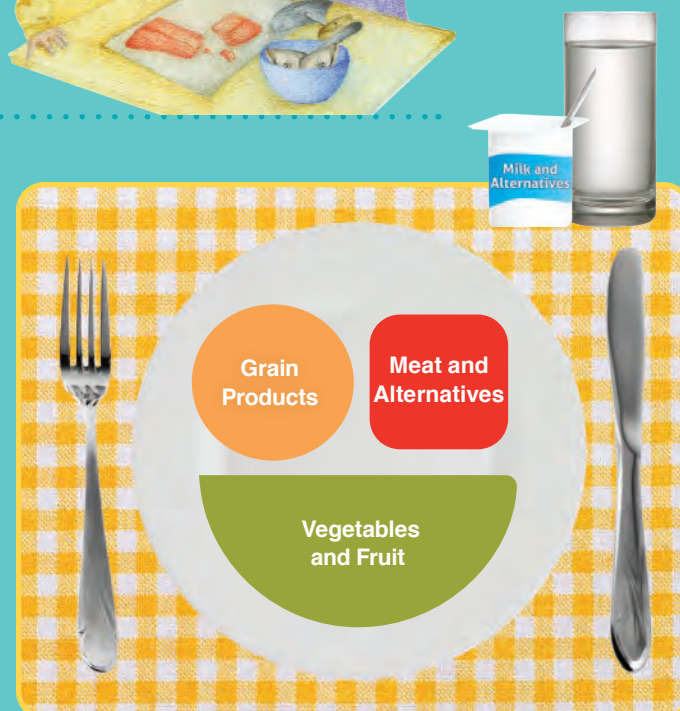 Milk and
Alternatives
Grain
Products
Meat and
Alternatives
Vegetables
and Fruit